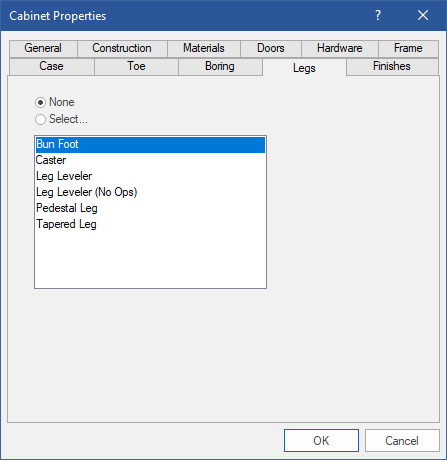 Cabinet Properties ?
General Construction Materials Doors Hardware Frame
Case Toe Boring Legs Finishes
None
Select...
Bun Foot
Caster
Leg Leveler
Leg Leveler (No Ops)
Pedestal Leg
Tapered Leg
OK Cancel